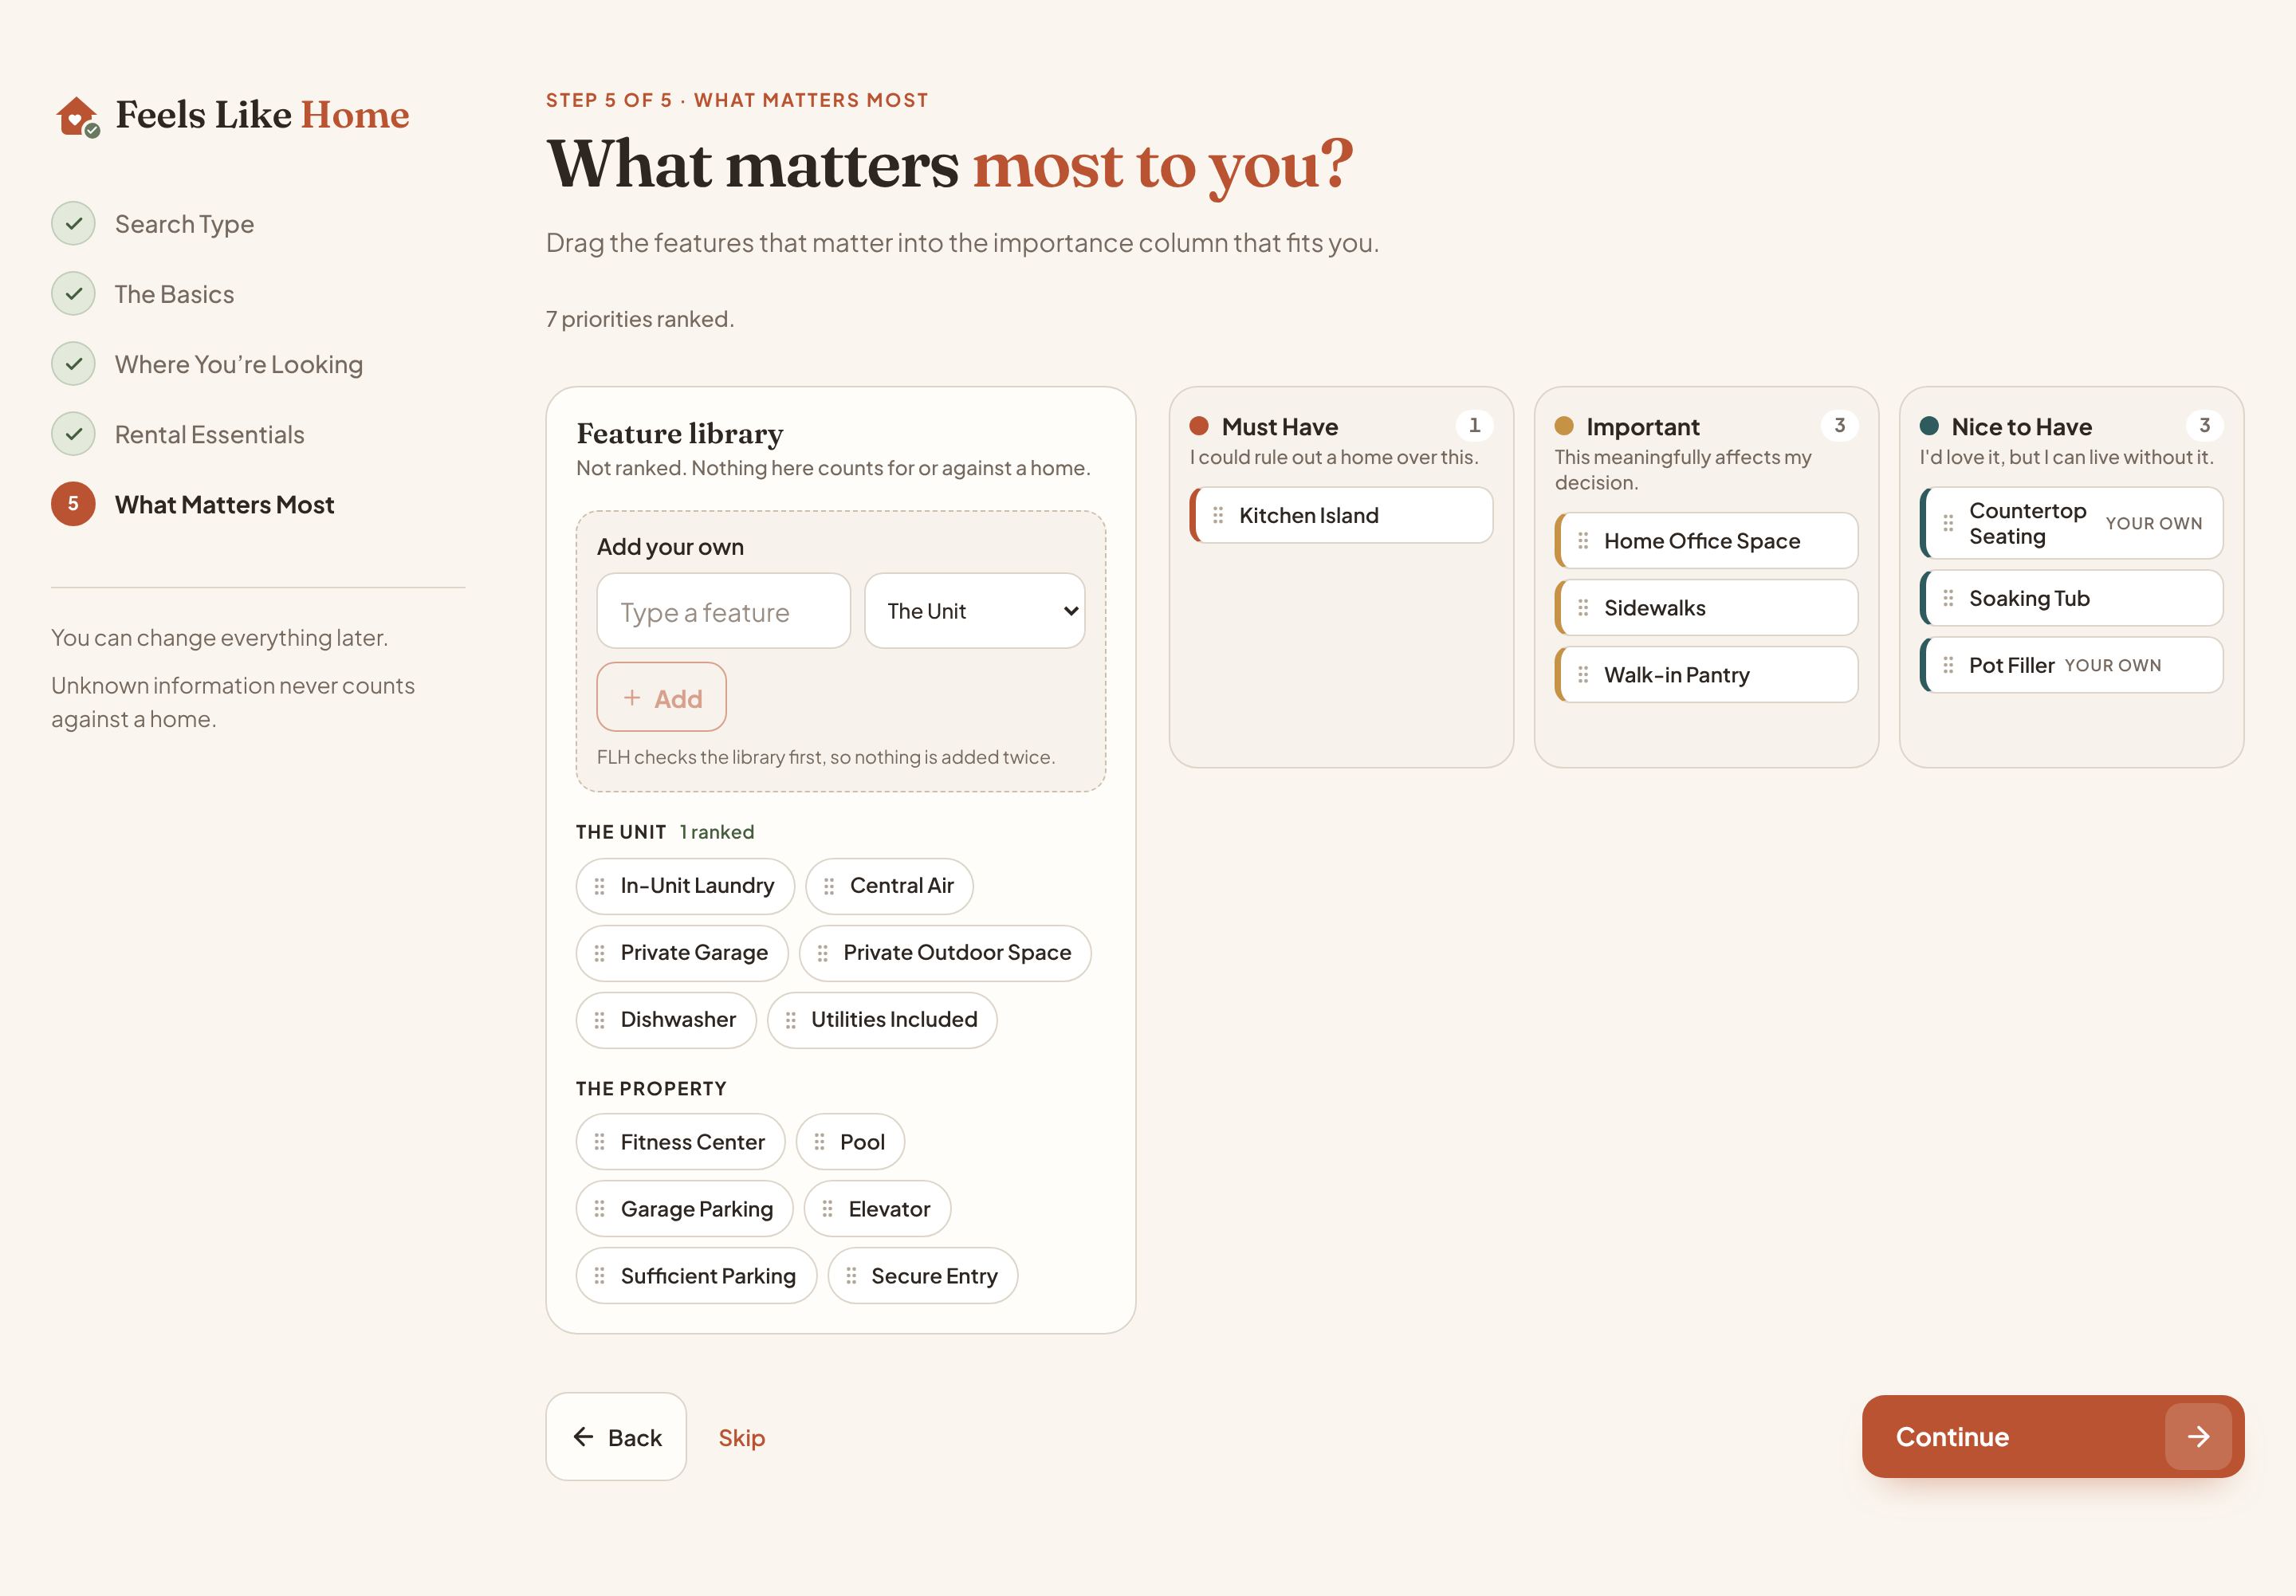 Feels Like Home
Search Type
The Basics
Where You’re Looking
Rental Essentials
5 What Matters Most
You can change everything later.
Unknown information never counts
against a home.
STEP 5 OF 5 · WHAT MATTERS MOST
What matters most to you?
Drag the features that matter into the importance column that fits you.
7 priorities ranked.
Feature library
Not ranked. Nothing here counts for or against a home.
Add your own
Type a feature
The Unit
+ Add
FLH checks the library first, so nothing is added twice.
THE UNIT 1 ranked
In-Unit Laundry
Central Air
Private Garage
Private Outdoor Space
Dishwasher
Utilities Included
THE PROPERTY
Fitness Center
Pool
Garage Parking
Elevator
Sufficient Parking
Secure Entry
Must Have 1
I could rule out a home over this.
Kitchen Island
Important 3
This meaningfully affects my
decision.
Home Office Space
Sidewalks
Walk-in Pantry
Nice to Have 3
I'd love it, but I can live without it.
Countertop
Seating YOUR OWN
Soaking Tub
Pot Filler YOUR OWN
Back
Skip
Continue